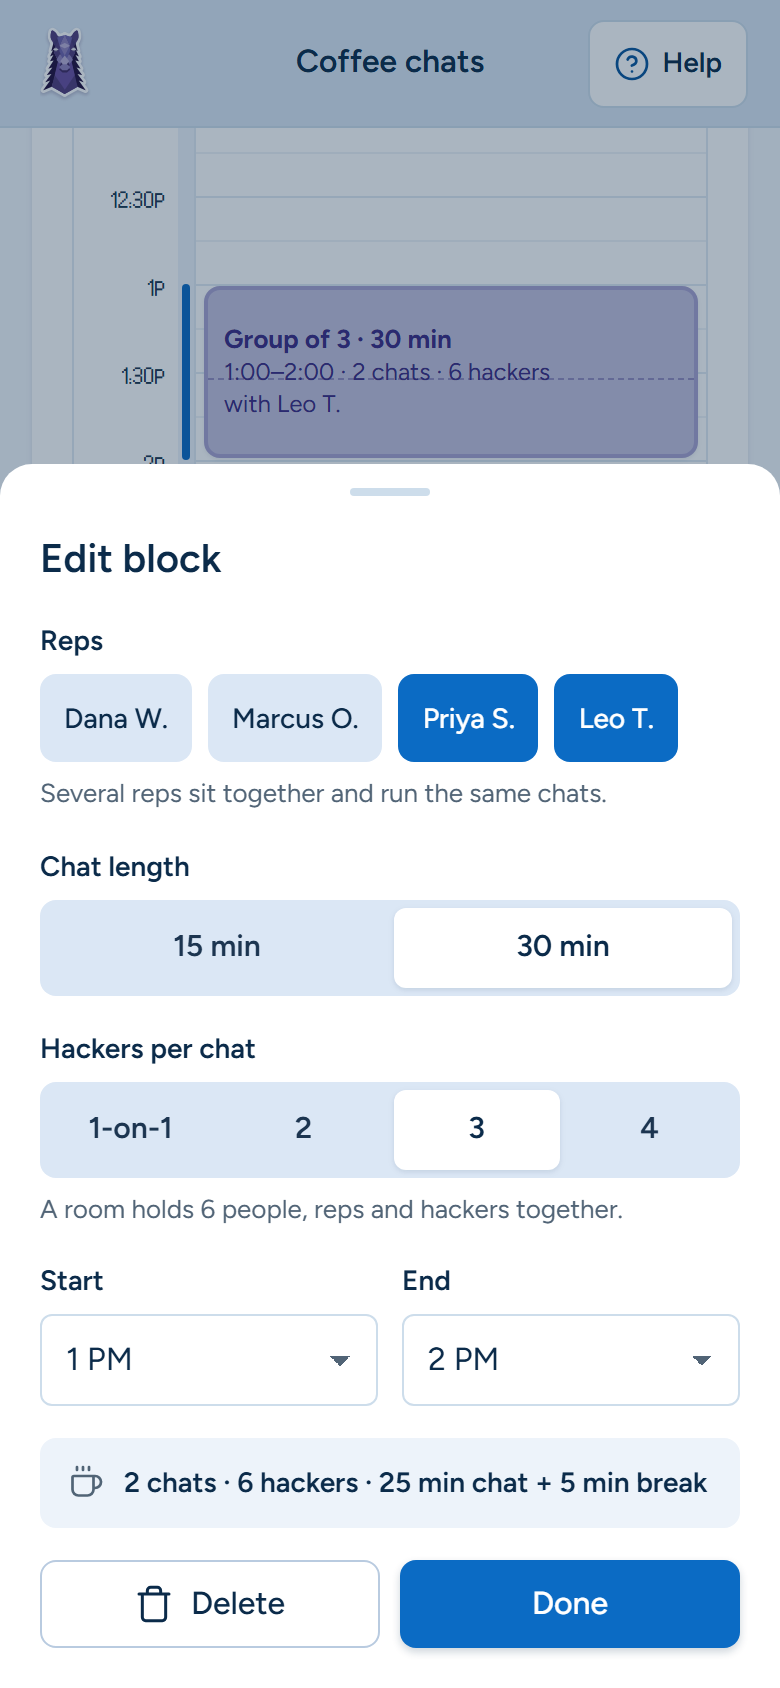 Coffee chats
Help
12:30P
1P
Group of 3 · 30 min
1:00–2:00 · 2 chats · 6 hackers
1:30P
with Leo T.
2P
Edit block
Reps
Dana W. Marcus O. Priya S. Leo T.
Several reps sit together and run the same chats.
Chat length
15 min 30 min
Hackers per chat
1-on-1 2 3 4
A room holds 6 people, reps and hackers together.
Start End
1 PM 2 PM
2 chats · 6 hackers · 25 min chat + 5 min break
Delete Done